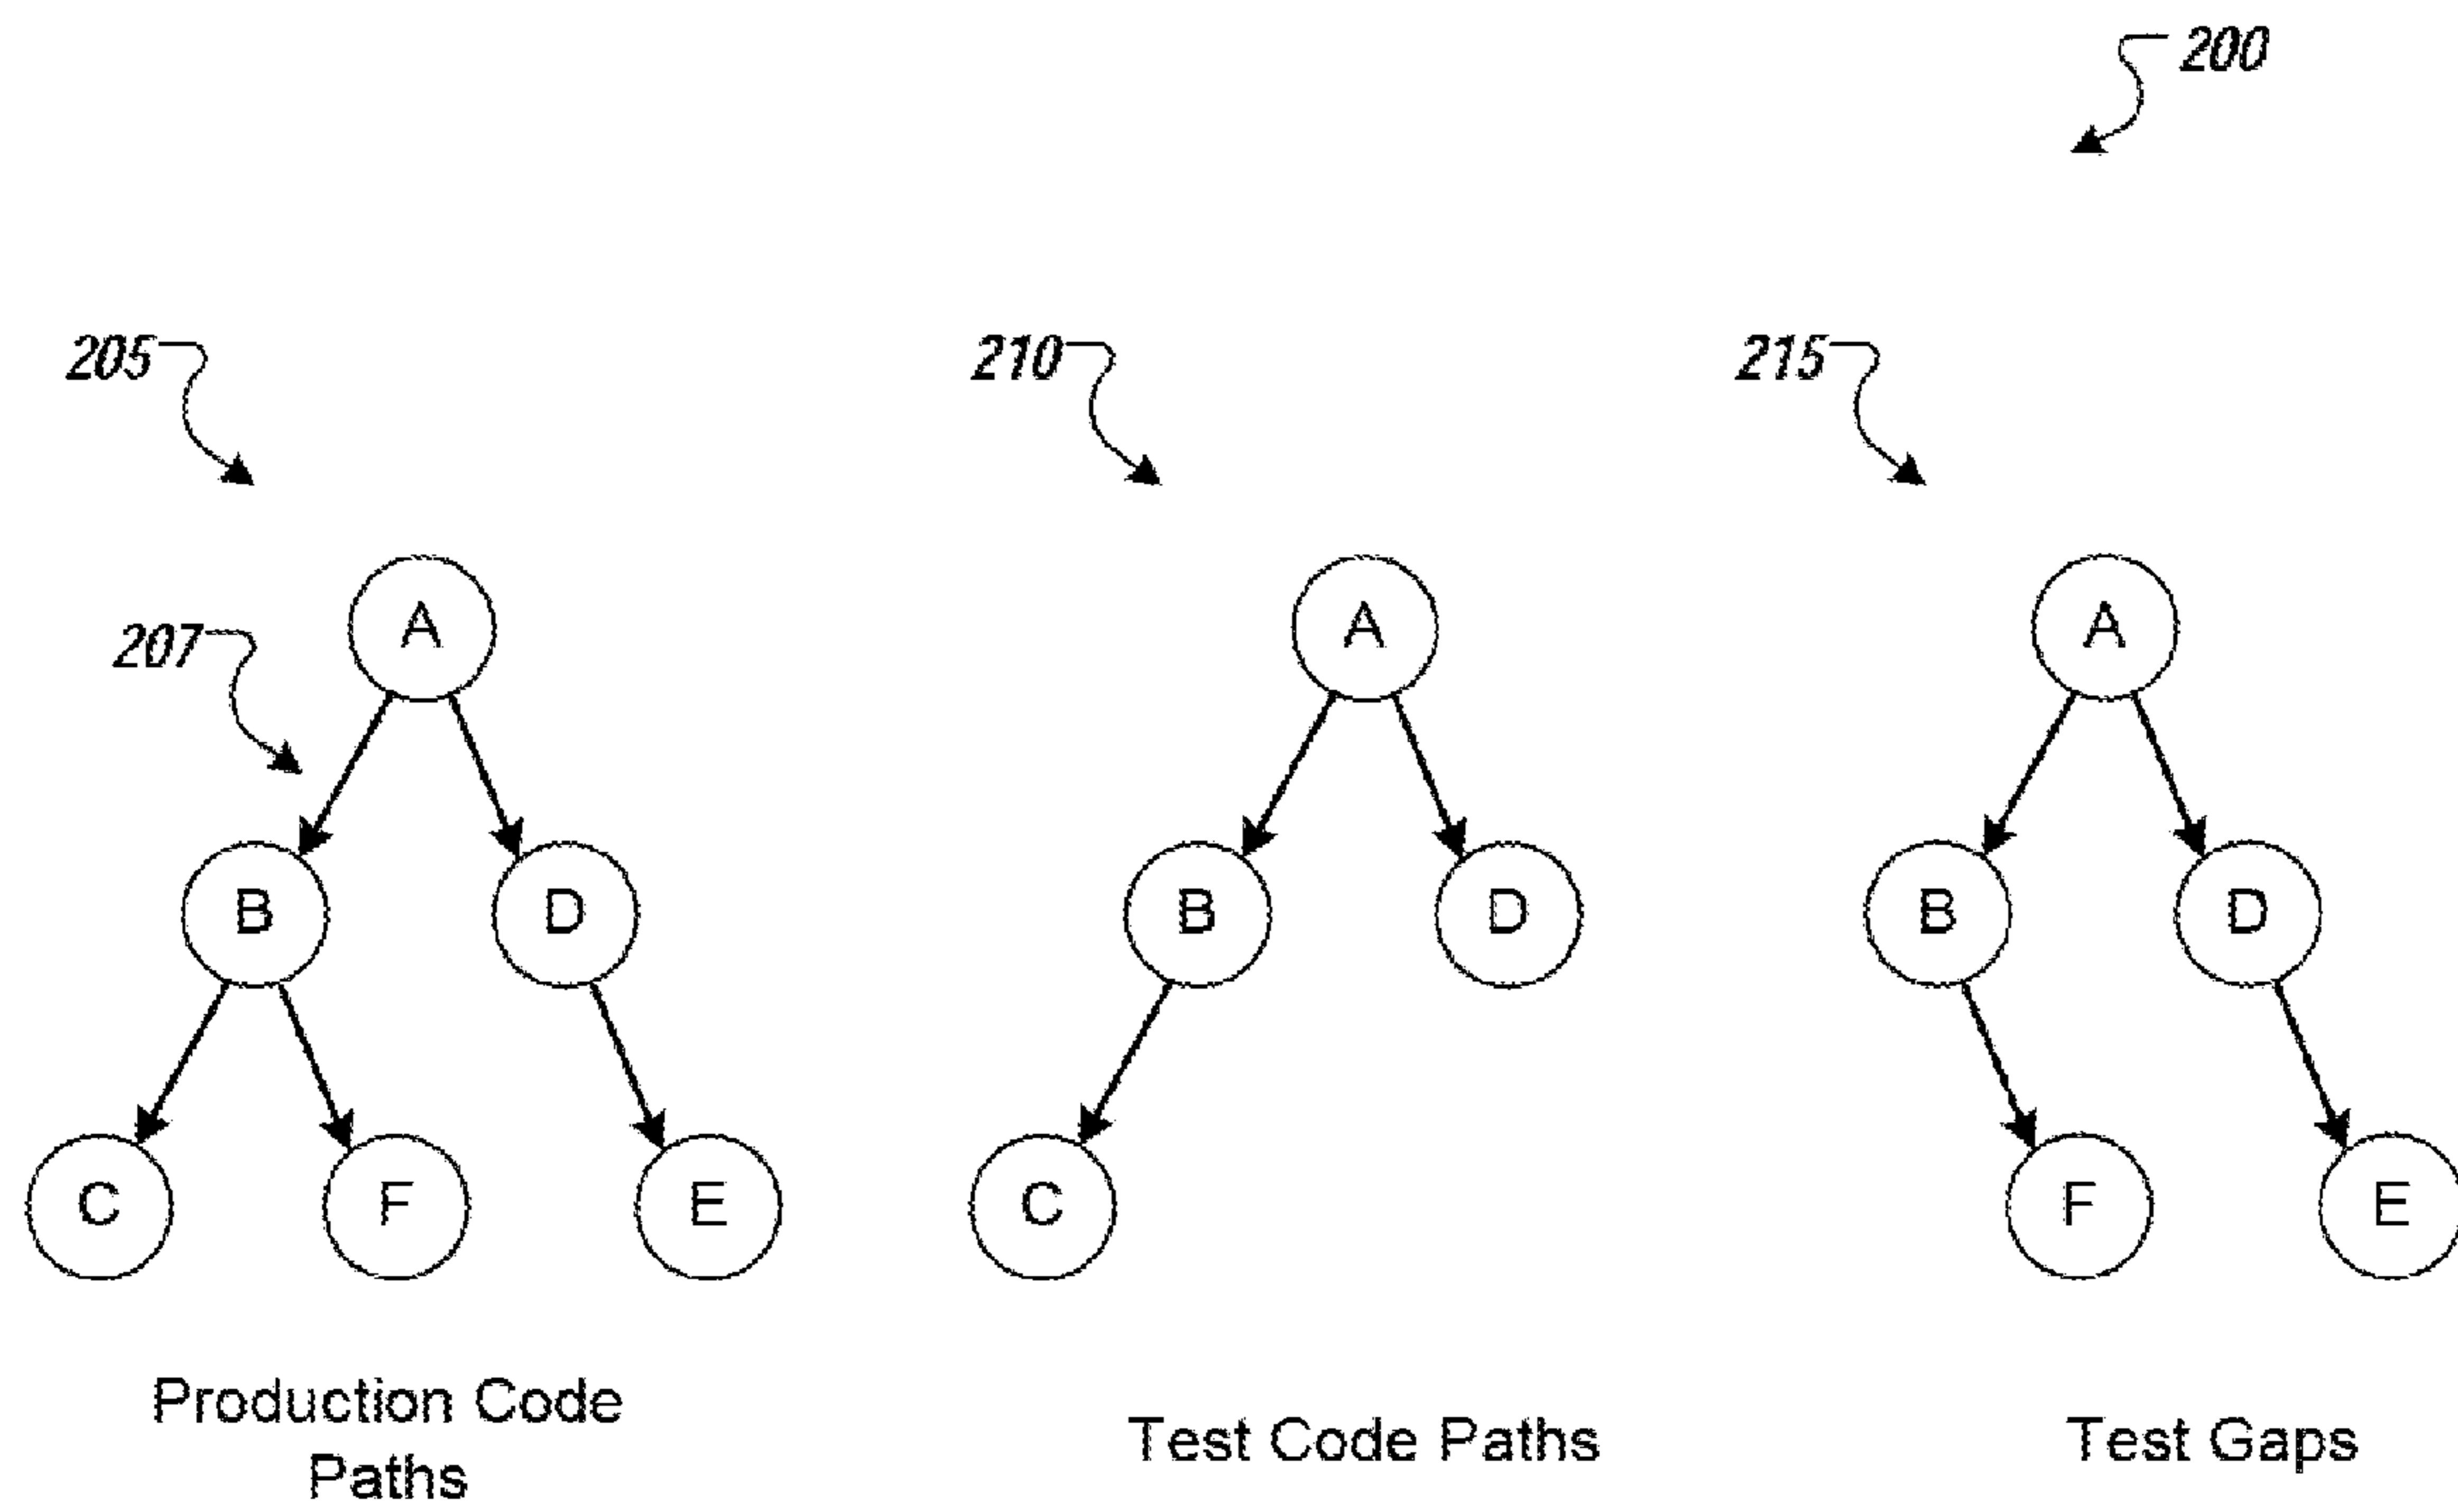 200
205
210
215
A
A
A
207
B
D
B
D
B
D
C
F
E
C
F
E
Production Code
Paths
Test Code Paths
Test Gaps